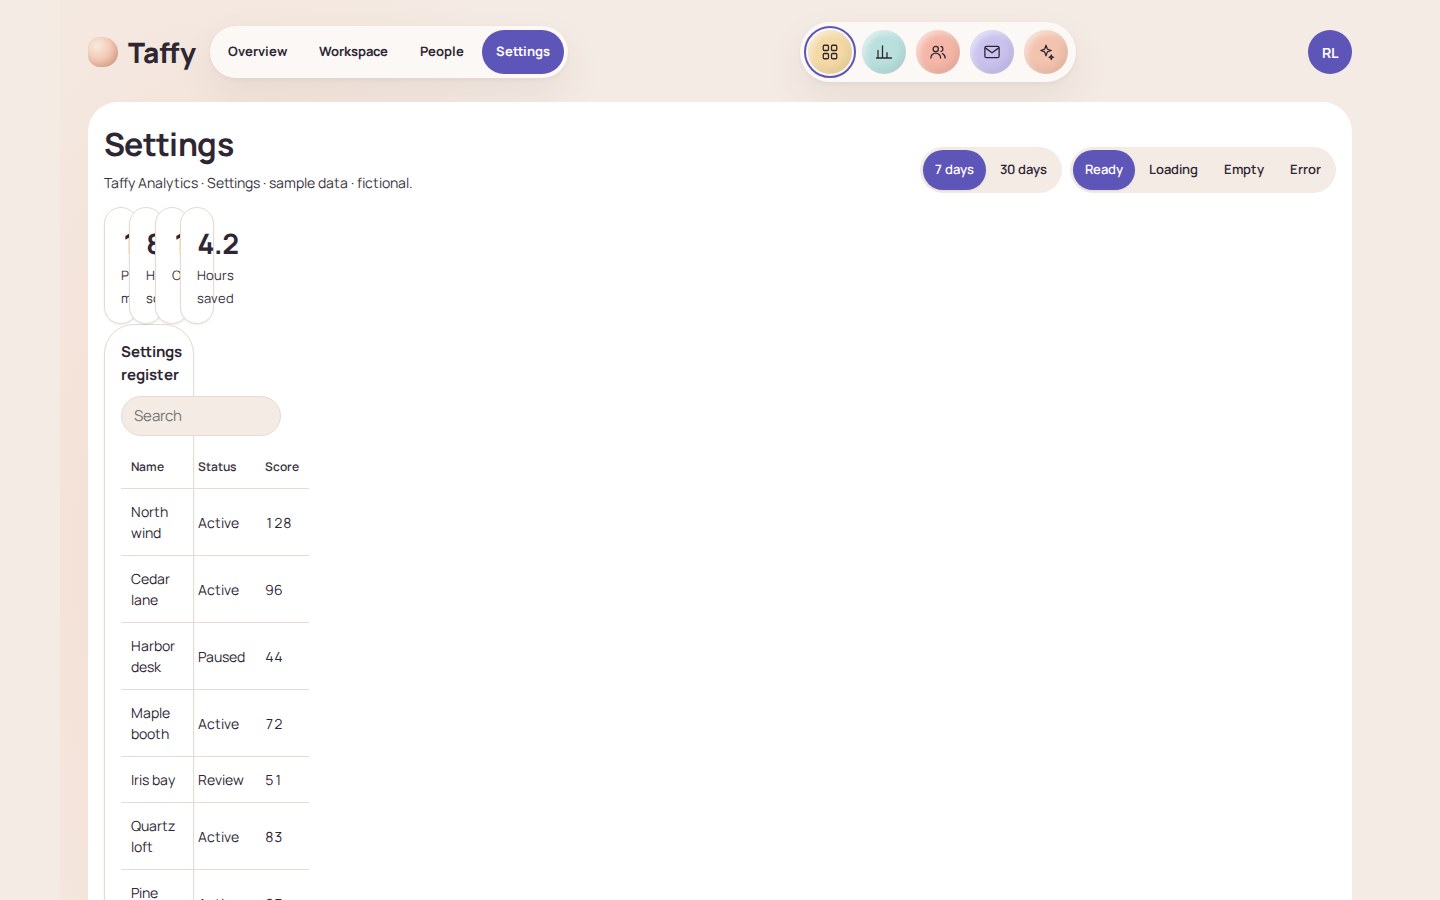 Taffy
Overview Workspace People Settings
RL
Settings
Taffy Analytics · Settings · sample data · fictional.
7 days 30 days
Ready Loading Empty Error
4.2
Hours
saved
Settings
register
Search
Name Status Score
North
wind
Active 128
Cedar
lane
Active 96
Harbor
desk
Paused 44
Maple
booth
Active 72
Iris bay Review 51
Quartz
loft
Active 83
Pine